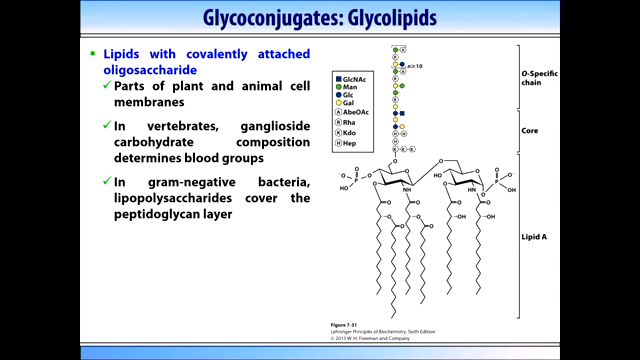 Glycoconjugates: Glycolipids
Lipids with covalently attached
oligosaccharide
Parts of plant and animal cell
membranes
In vertebrates, ganglioside
carbohydrate composition
determines blood groups
In gram-negative bacteria,
lipopolysaccharides cover the
peptidoglycan layer
GlcNAc
Man
Glc
Gal
A AbeOAc
R Rha
K Kdo
H Hep
O-Specific
chain
Core
Lipid A
Figure 7-31
Lehninger Principles of Biochemistry, Sixth Edition
© 2013 W. H. Freeman and Company